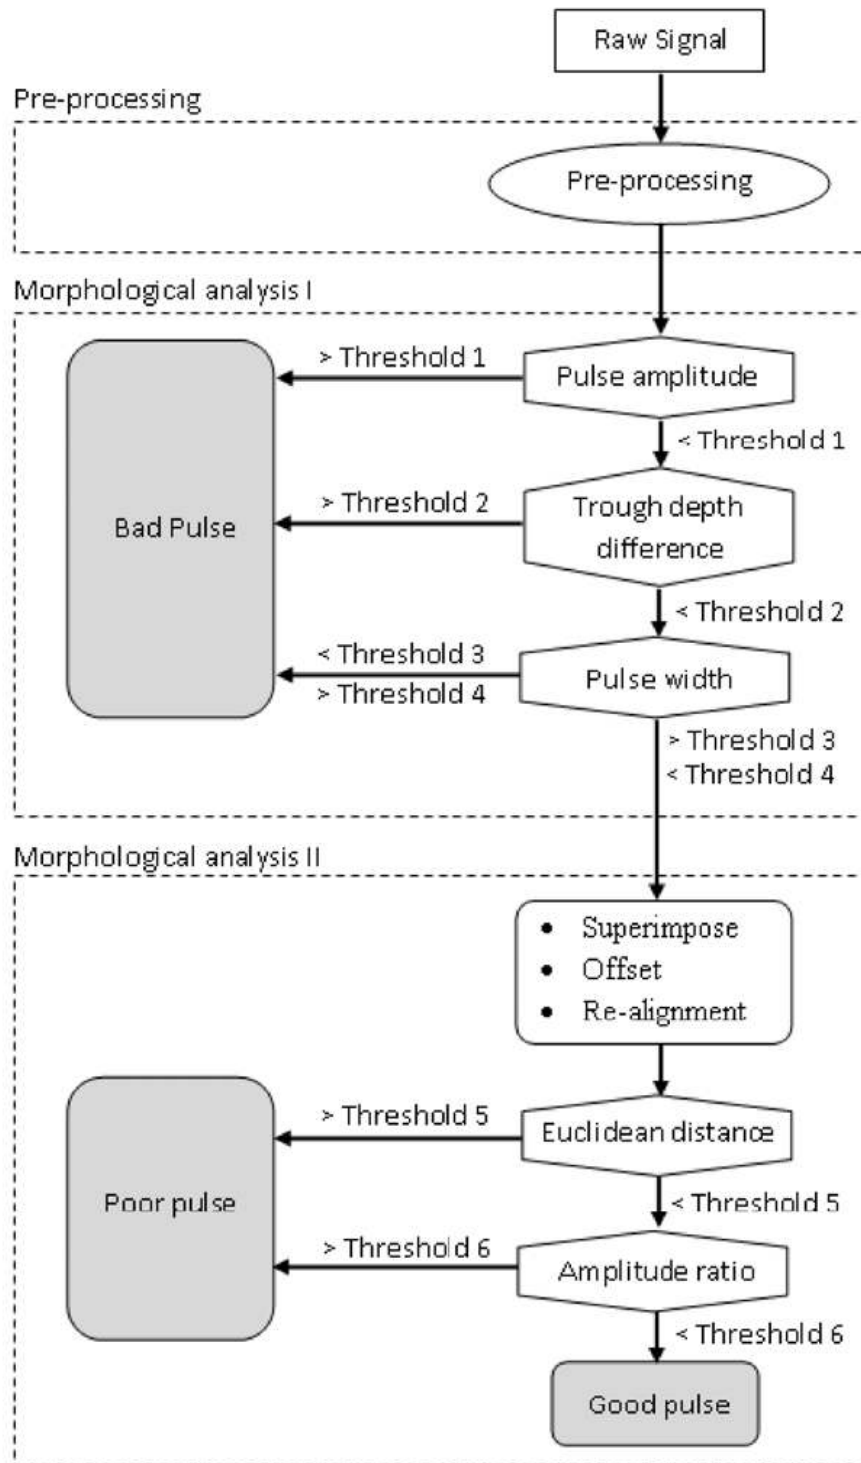 Raw Signal
Pre-processing
Pre-processing
Morphological analysis I
> Threshold 1
Pulse amplitude
< Threshold 1
Bad Pulse
> Threshold 2
Trough depth
difference
< Threshold 2
< Threshold 3
> Threshold 4
Pulse width
> Threshold 3
< Threshold 4
Morphological analysis II
• Superimpose
• Offset
• Re-alignment
> Threshold 5
Euclidean distance
< Threshold 5
Poor pulse
> Threshold 6
Amplitude ratio
< Threshold 6
Good pulse